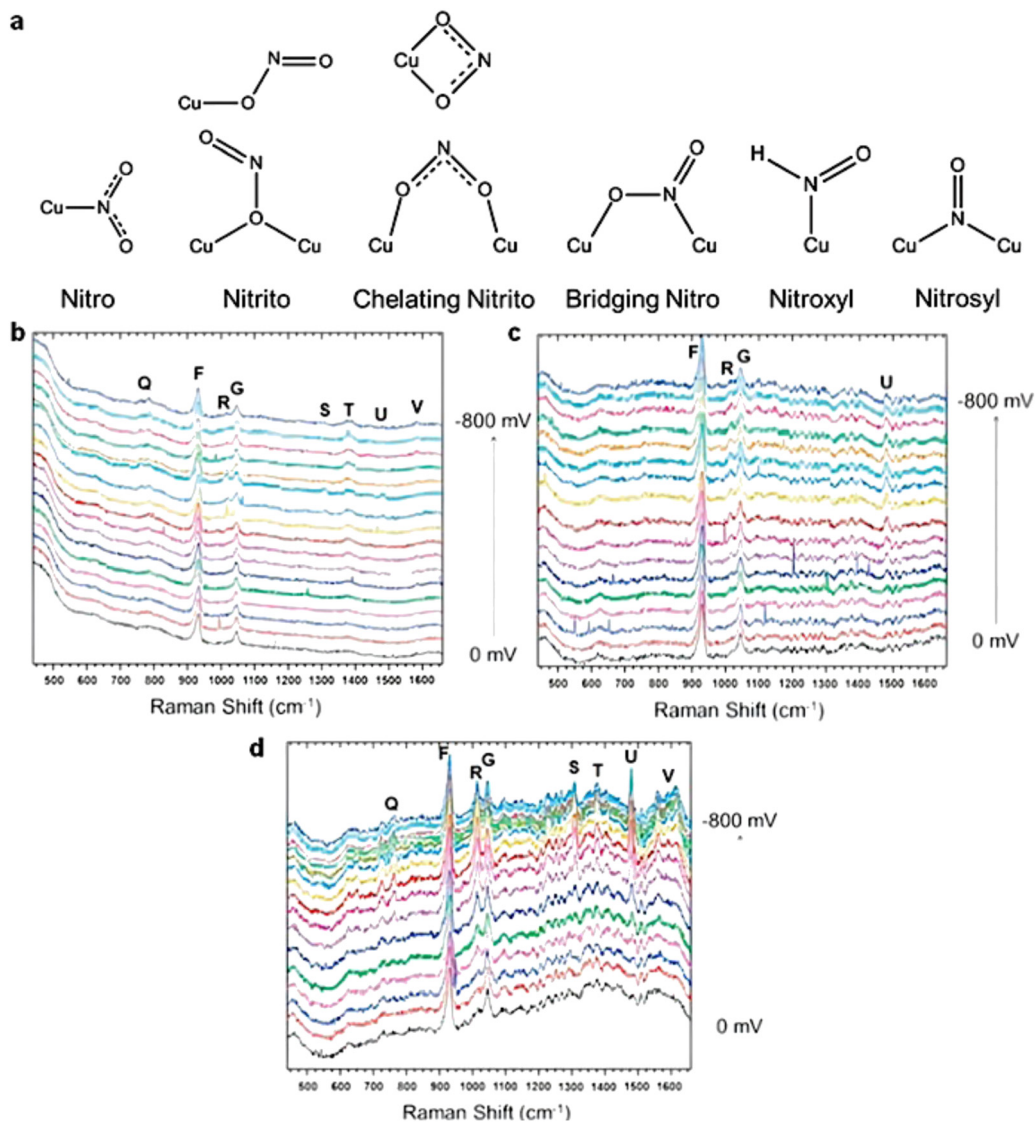 a
O
N
O
Cu
O
O
Cu
N
O
O
N
O
Cu
N
O
O
Cu
Cu
N
O
O
Cu
Cu
O
O
N
Cu
Cu
H
O
N
Cu
O
N
Cu
Cu
Nitro
Nitrito
Chelating Nitrito
Bridging Nitro
Nitroxyl
Nitrosyl
b
Q
F
R
G
S
T
U
V
-800 mV
0 mV
500 600 700 800 900 1000 1100 1200 1300 1400 1500 1600
Raman Shift (cm-1)
c
F
R
G
U
-800 mV
0 mV
500 600 700 800 900 1000 1100 1200 1300 1400 1500 1600
Raman Shift (cm-1)
d
Q
F
R
G
S
T
U
V
-800 mV
0 mV
500 600 700 800 900 1000 1100 1200 1300 1400 1500 1600
Raman Shift (cm-1)